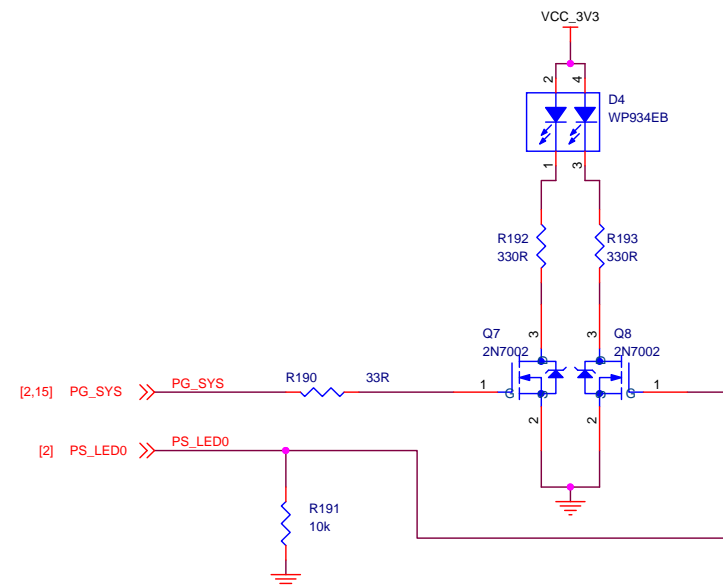 VCC_3V3
2
4
D4
WP934EB
1
3
R192
330R
R193
330R
Q7
2N7002
3
3
Q8
2N7002
[2,15]
PG_SYS
PG_SYS
R190
33R
1
1
2
2
[2]
PS_LED0
PS_LED0
R191
10k